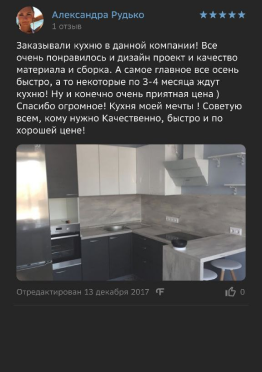 Александра Рудько
1 отзыв
Заказывали кухню в данной компании! Все
очень понравилось и дизайн проект и качество
материала и сборка. А самое главное все осень
быстро, а то некоторые по 3-4 месяца ждут
кухню! Ну и конечно очень приятная цена )
Спасибо огромное! Кухня моей мечты ! Советую
всем, кому нужно Качественно, быстро и по
хорошей цене!
Отредактирован 13 декабря 2017
0